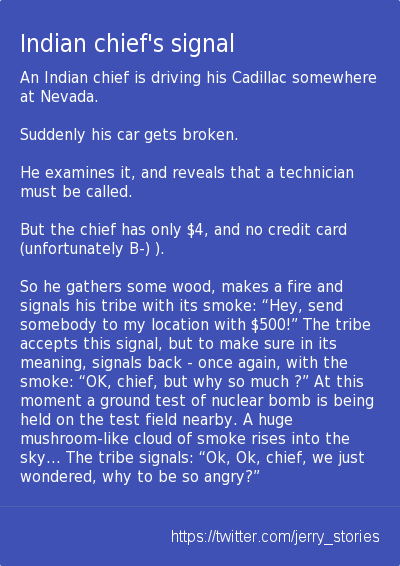 Indian chief's signal
An Indian chief is driving his Cadillac somewhere
at Nevada.
Suddenly his car gets broken.
He examines it, and reveals that a technician
must be called.
But the chief has only $4, and no credit card
(unfortunately B-) ).
So he gathers some wood, makes a fire and
signals his tribe with its smoke: “Hey, send
somebody to my location with $500!” The tribe
accepts this signal, but to make sure in its
meaning, signals back - once again, with the
smoke: “OK, chief, but why so much ?” At this
moment a ground test of nuclear bomb is being
held on the test field nearby. A huge
mushroom-like cloud of smoke rises into the
sky... The tribe signals: “Ok, Ok, chief, we just
wondered, why to be so angry?”
https://twitter.com/jerry_stories